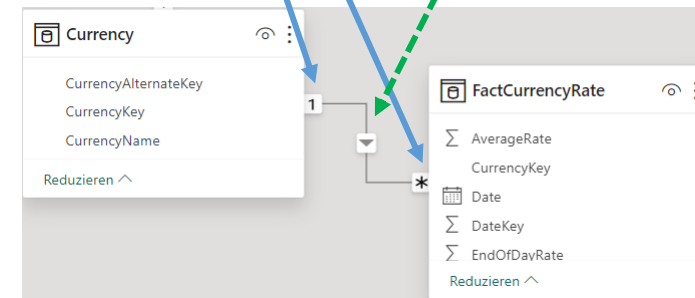 Currency
CurrencyAlternateKey
CurrencyKey
CurrencyName
Reduzieren
1
*
FactCurrencyRate
AverageRate
CurrencyKey
Date
DateKey
EndOfDayRate
Reduzieren